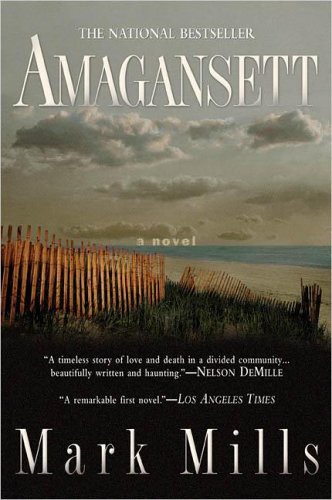 THE NATIONAL BESTSELLER
AMAGANSETT
a novel
“A timeless story of love and death in a divided community...
beautifully written and haunting.”—NELSON DEMILLE
“A remarkable first novel.”—LOS ANGELES TIMES
Mark Mills